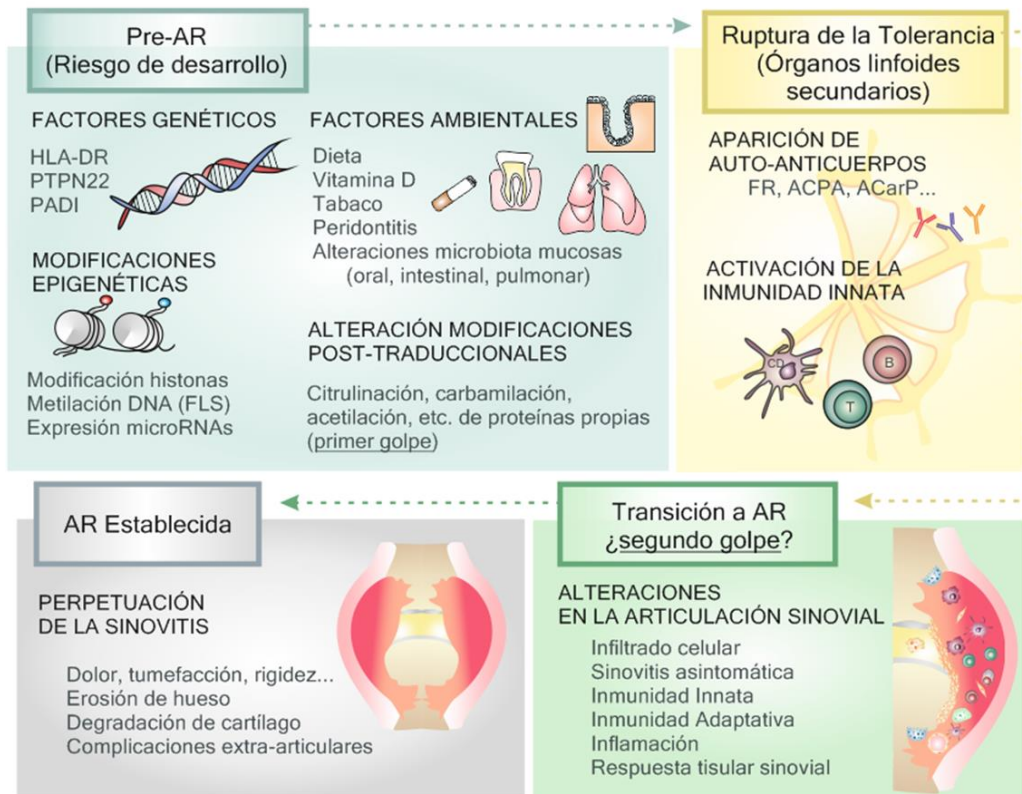 Pre-AR
(Riesgo de desarrollo)
FACTORES GENÉTICOS
HLA-DR
PTPN22
PADI
MODIFICACIONES
EPIGENÉTICAS
Modificación histonas
Metilación DNA (FLS)
Expresión microRNAs
FACTORES AMBIENTALES
Dieta
Vitamina D
Tabaco
Peridontitis
Alteraciones microbiota mucosas
(oral, intestinal, pulmonar)
ALTERACIÓN MODIFICACIONES
POST-TRADUCCIONALES
Citrulinación, carbamilación,
acetilación, etc. de proteínas propias
(primer golpe)
Ruptura de la Tolerancia
(Órganos linfoides
secundarios)
APARICIÓN DE
AUTO-ANTICUERPOS
FR, ACPA, ACarP...
ACTIVACIÓN DE LA
INMUNIDAD INNATA
CD
B
T
Transición a AR
¿segundo golpe?
ALTERACIONES
EN LA ARTICULACIÓN SINOVIAL
Infiltrado celular
Sinovitis asintomática
Inmunidad Innata
Inmunidad Adaptativa
Inflamación
Respuesta tisular sinovial
AR Establecida
PERPETUACIÓN
DE LA SINOVITIS
Dolor, tumefacción, rigidez...
Erosión de hueso
Degradación de cartílago
Complicaciones extra-articulares